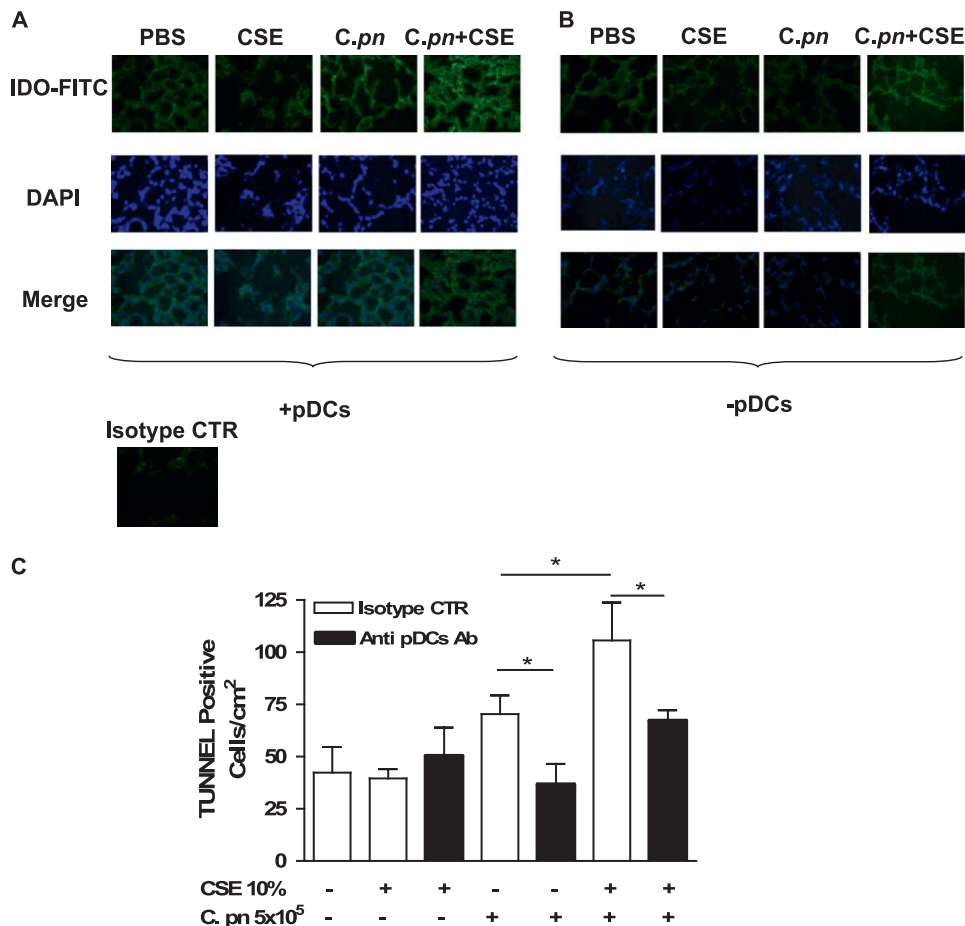 A
B
PBS CSE C.pn C.pn+CSE
PBS CSE C.pn C.pn+CSE
IDO-FITC
DAPI
Merge
+pDCs
-pDCs
Isotype CTR
C
* * *
Isotype CTR
Anti pDCs Ab
TUNNEL Positive
Cells/cm²
125
100
75
50
25
0
CSE 10% - + + - - + +
C. pn 5x10⁵ - - - + + + +